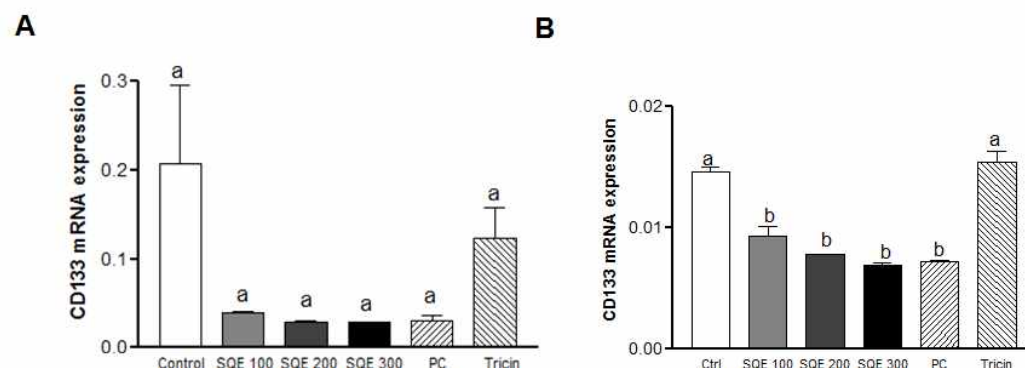 A
CD133 mRNA expression
0.3
0.2
0.1
0.0
a
a
a
a
a
a
Control SQE 100 SQE 200 SQE 300 PC Tricin
B
CD133 mRNA expression
0.02
0.01
0.00
a
b
b
b
b
a
Ctrl SQE 100 SQE 200 SQE 300 PC Tricin